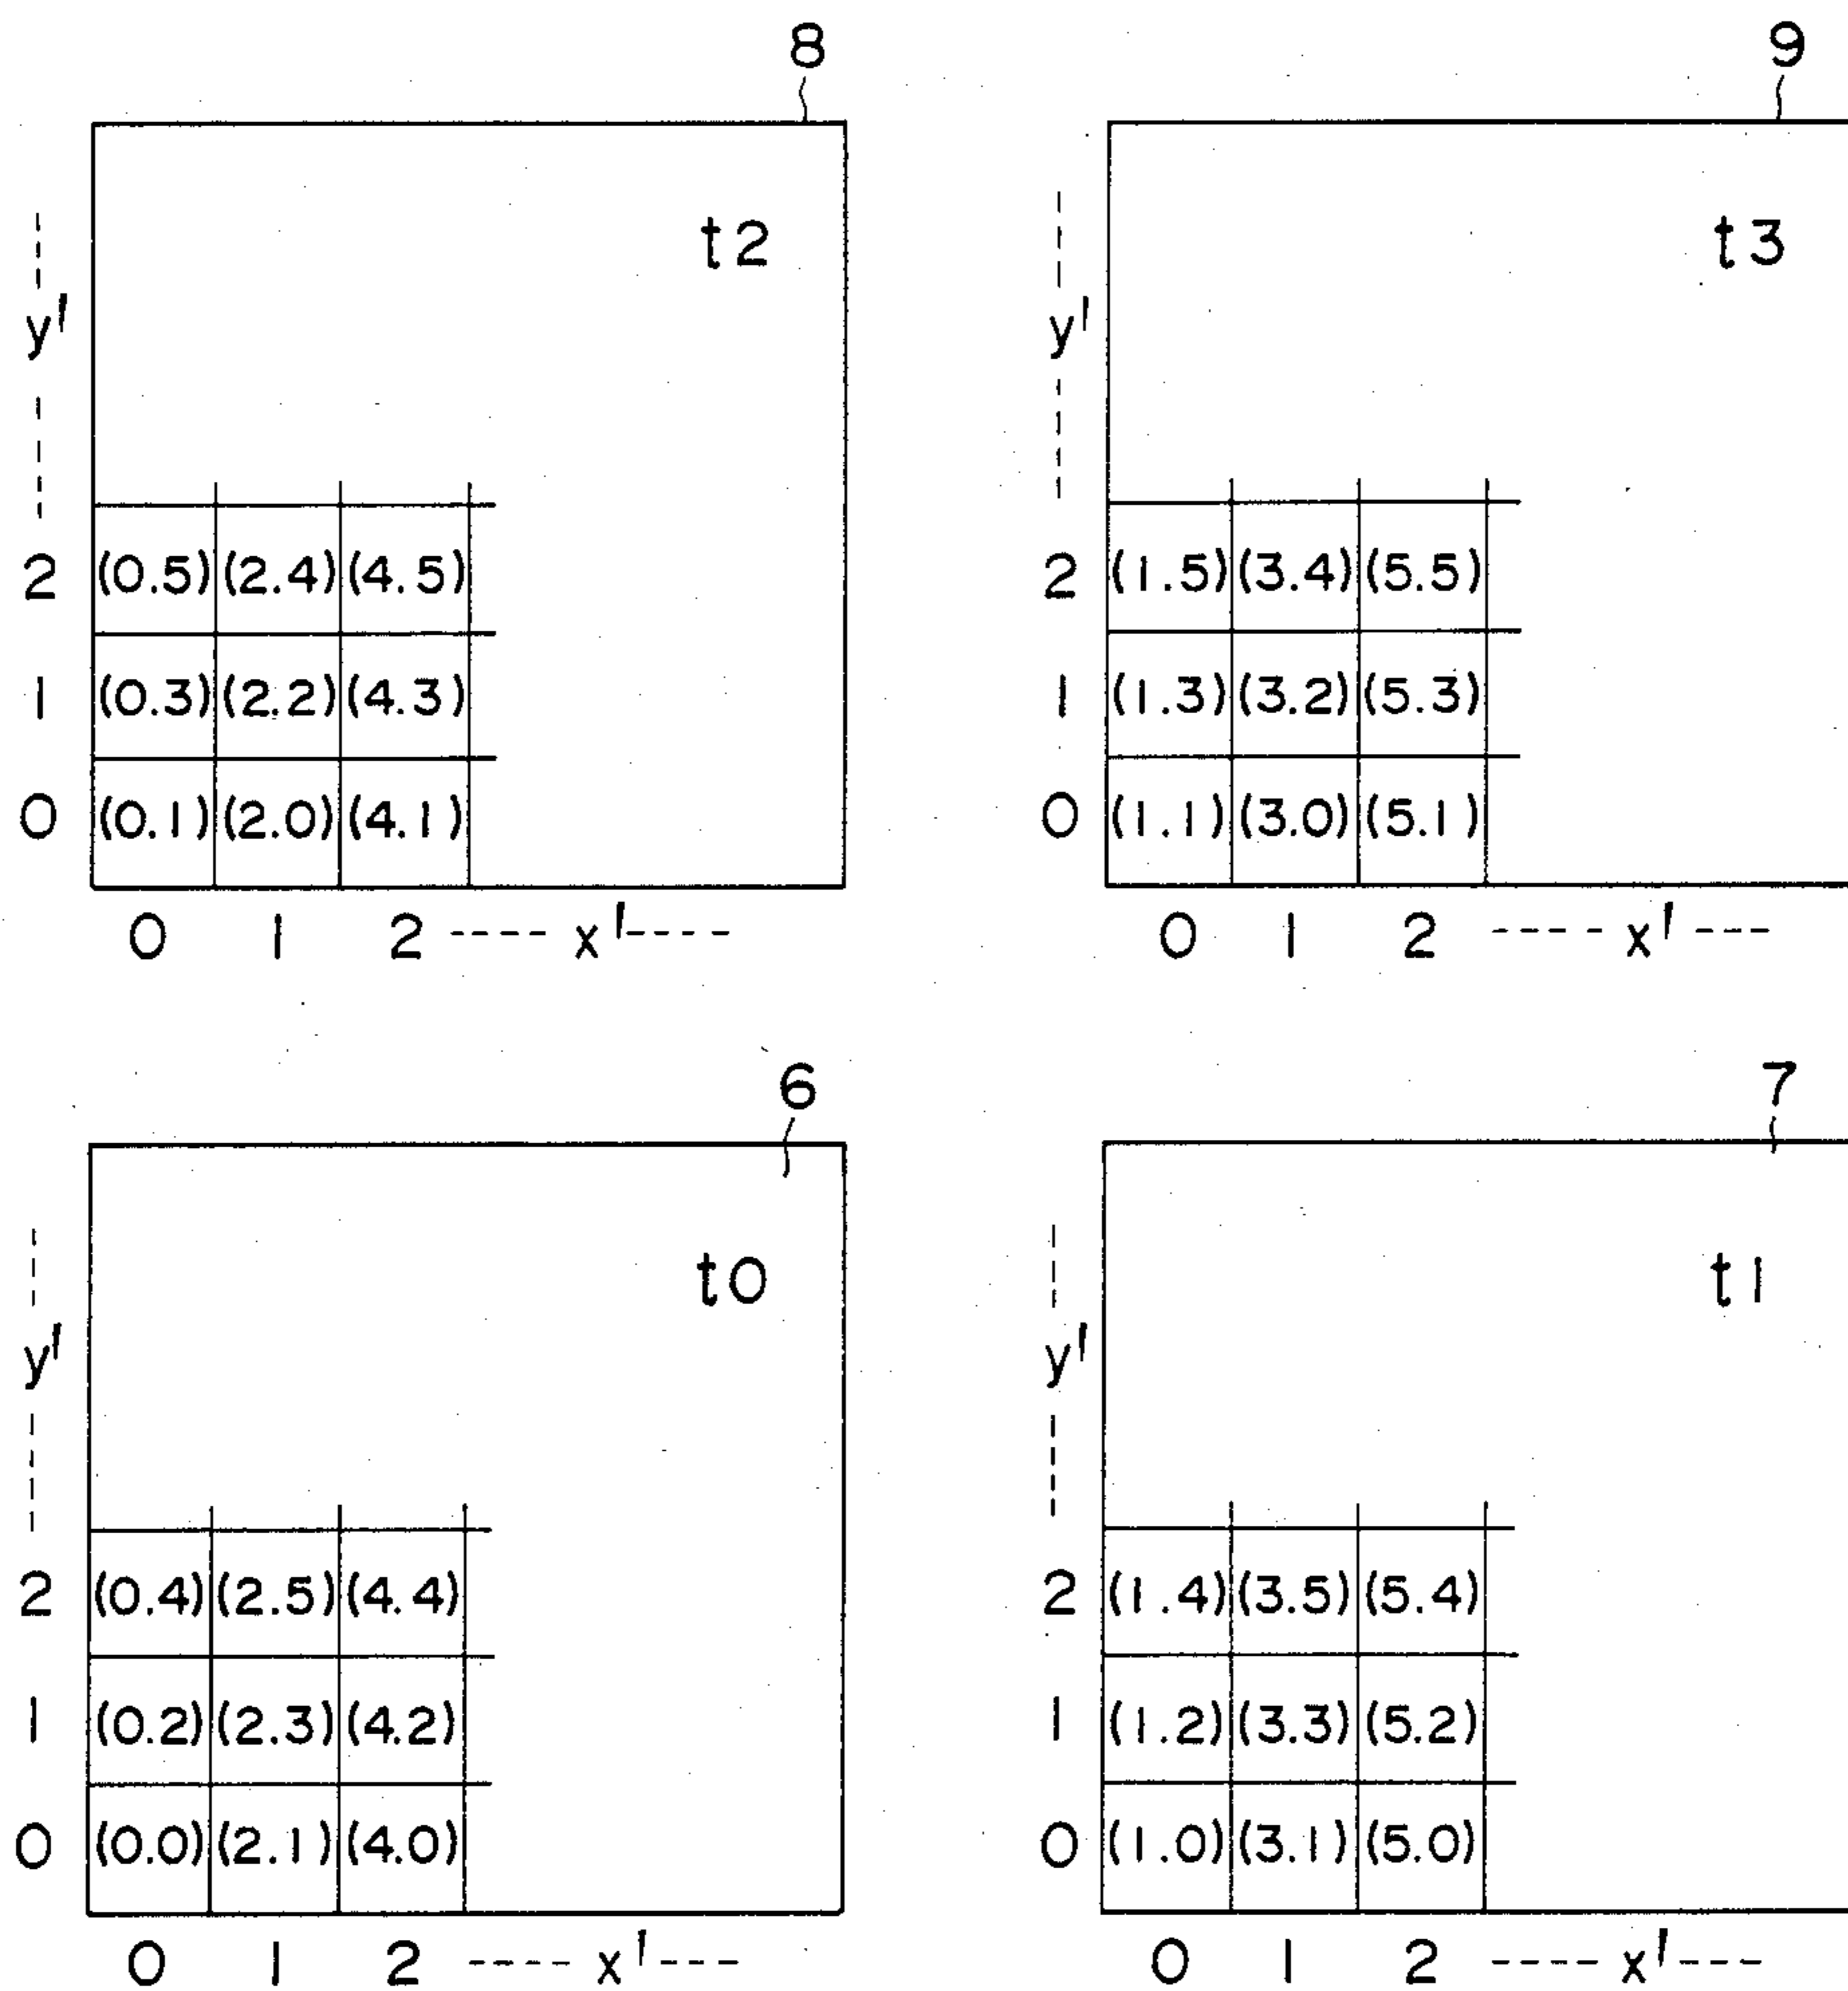 8
t2
y'
2 (0.5) (2.4) (4.5)
1 (0.3) (2.2) (4.3)
0 (0.1) (2.0) (4.1)
0 1 2 ---- x' ----
9
t3
y'
2 (1.5) (3.4) (5.5)
1 (1.3) (3.2) (5.3)
0 (1.1) (3.0) (5.1)
0 1 2 ---- x' ---
6
t0
y'
2 (0.4) (2.5) (4.4)
1 (0.2) (2.3) (4.2)
0 (0.0) (2.1) (4.0)
0 1 2 ---- x' ---
7
t1
y'
2 (1.4) (3.5) (5.4)
1 (1.2) (3.3) (5.2)
0 (1.0) (3.1) (5.0)
0 1 2 ---- x' ---